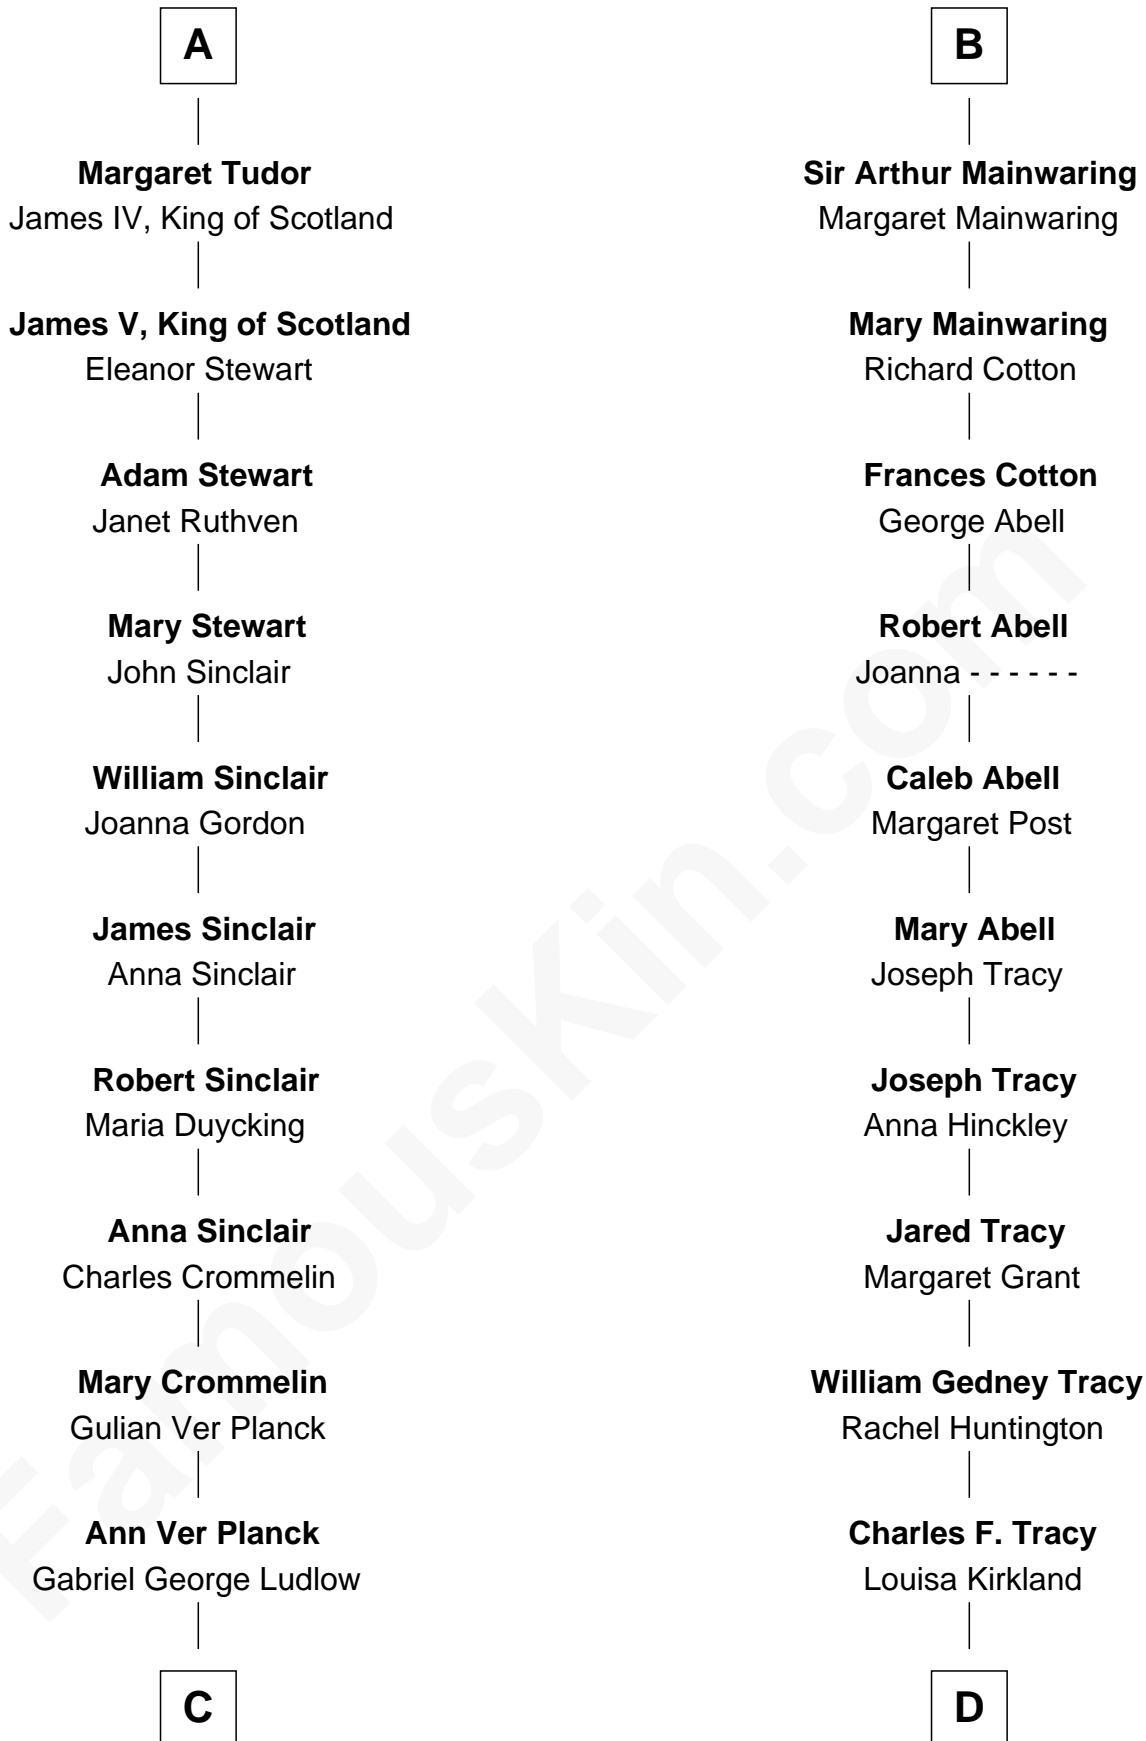 A
Margaret Tudor
James IV, King of Scotland
James V, King of Scotland
Eleanor Stewart
Adam Stewart
Janet Ruthven
Mary Stewart
John Sinclair
William Sinclair
Joanna Gordon
James Sinclair
Anna Sinclair
Robert Sinclair
Maria Duycking
Anna Sinclair
Charles Crommelin
Mary Crommelin
Gulian Ver Planck
Ann Ver Planck
Gabriel George Ludlow
C
B
Sir Arthur Mainwaring
Margaret Mainwaring
Mary Mainwaring
Richard Cotton
Frances Cotton
George Abell
Robert Abell
Joanna - - - - - -
Caleb Abell
Margaret Post
Mary Abell
Joseph Tracy
Joseph Tracy
Anna Hinckley
Jared Tracy
Margaret Grant
William Gedney Tracy
Rachel Huntington
Charles F. Tracy
Louisa Kirkland
D
FamousKin.com